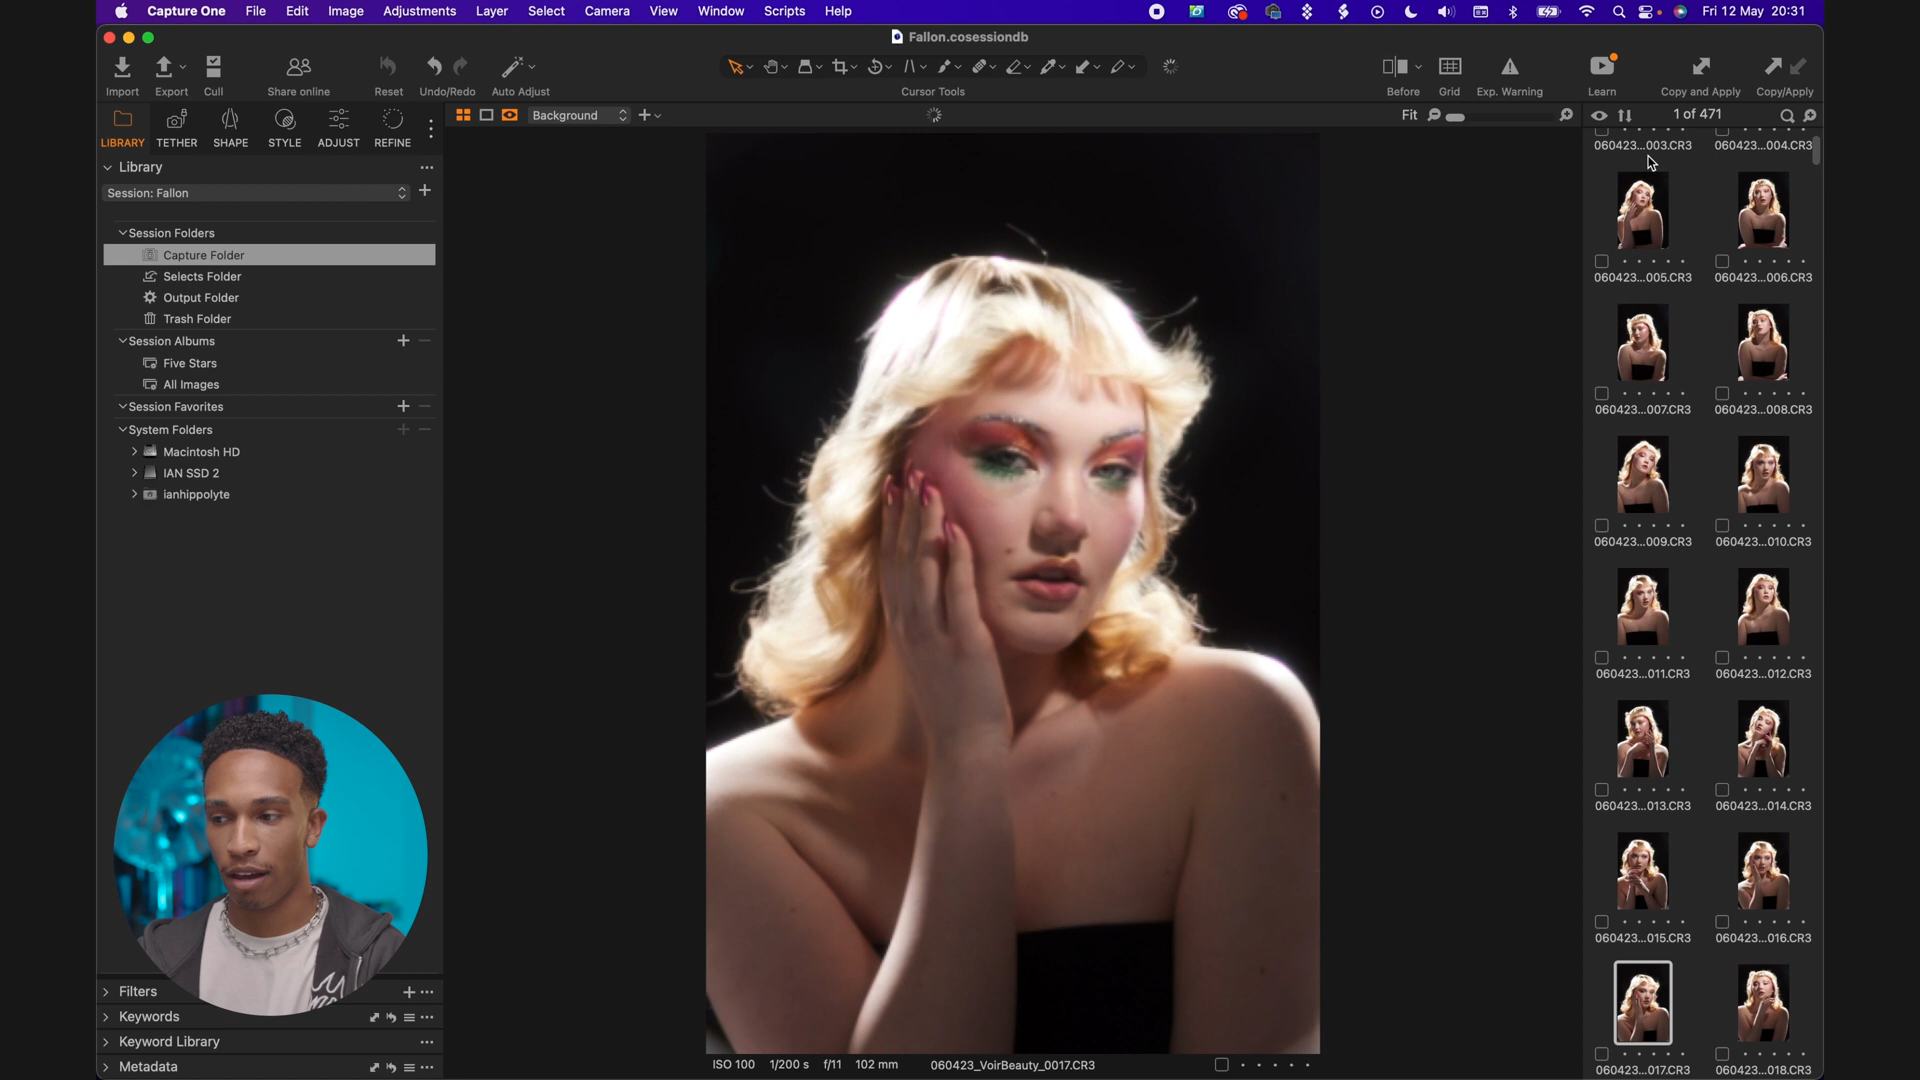 Capture One File Edit Image Adjustments Layer Select Camera View Window Scripts Help Fri 12 May 20:31
Fallon.cosessiondb
Import Export Cull Share online Reset Undo/Redo Auto Adjust Cursor Tools Before Grid Exp. Warning Learn Copy and Apply Copy/Apply
LIBRARY TETHER SHAPE STYLE ADJUST REFINE
Background Fit 1 of 471
Library
Session: Fallon
Session Folders
Capture Folder
Selects Folder
Output Folder
Trash Folder
Session Albums
Five Stars
All Images
Session Favorites
System Folders
Macintosh HD
IAN SSD 2
ianhippolyte
Filters
Keywords
Keyword Library
Metadata
ISO 100 1/200 s f/11 102 mm 060423_VoirBeauty_0017.CR3
060423...003.CR3 060423...004.CR3
060423...005.CR3 060423...006.CR3
060423...007.CR3 060423...008.CR3
060423...009.CR3 060423...010.CR3
060423...011.CR3 060423...012.CR3
060423...013.CR3 060423...014.CR3
060423...015.CR3 060423...016.CR3
060423...017.CR3 060423...018.CR3